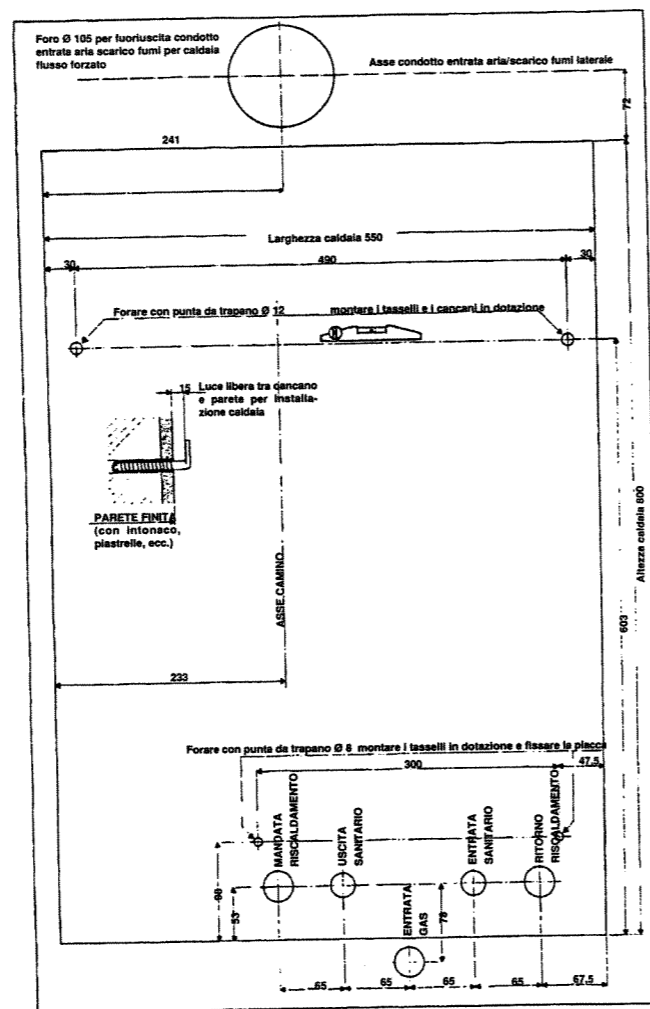 Foro Ø 105 per fuoriuscita condotto
entrata aria scarico fumi per caldaia
flusso forzato
Asse condotto entrata aria/scarico fumi laterale
72
241
Larghezza caldaia 550
30
490
30
Forare con punta da trapano Ø 12
montare i tasselli e i cancani in dotazione
15
Luce libera tra cancano
e parete per installa-
zione caldaia
PARETE FINITA
(con intonaco,
piastrelle, ecc.)
ASSE CAMINO
Altezza caldaia 800
603
233
Forare con punta da trapano Ø 8 montare i tasselli in dotazione e fissare la placca
300
47,5
MANDATA
RISCALDAMENTO
USCITA
SANITARIO
ENTRATA
SANITARIO
RITORNO
RISCALDAMENTO
53
78
ENTRATA
GAS
65
65
65
65
67,5